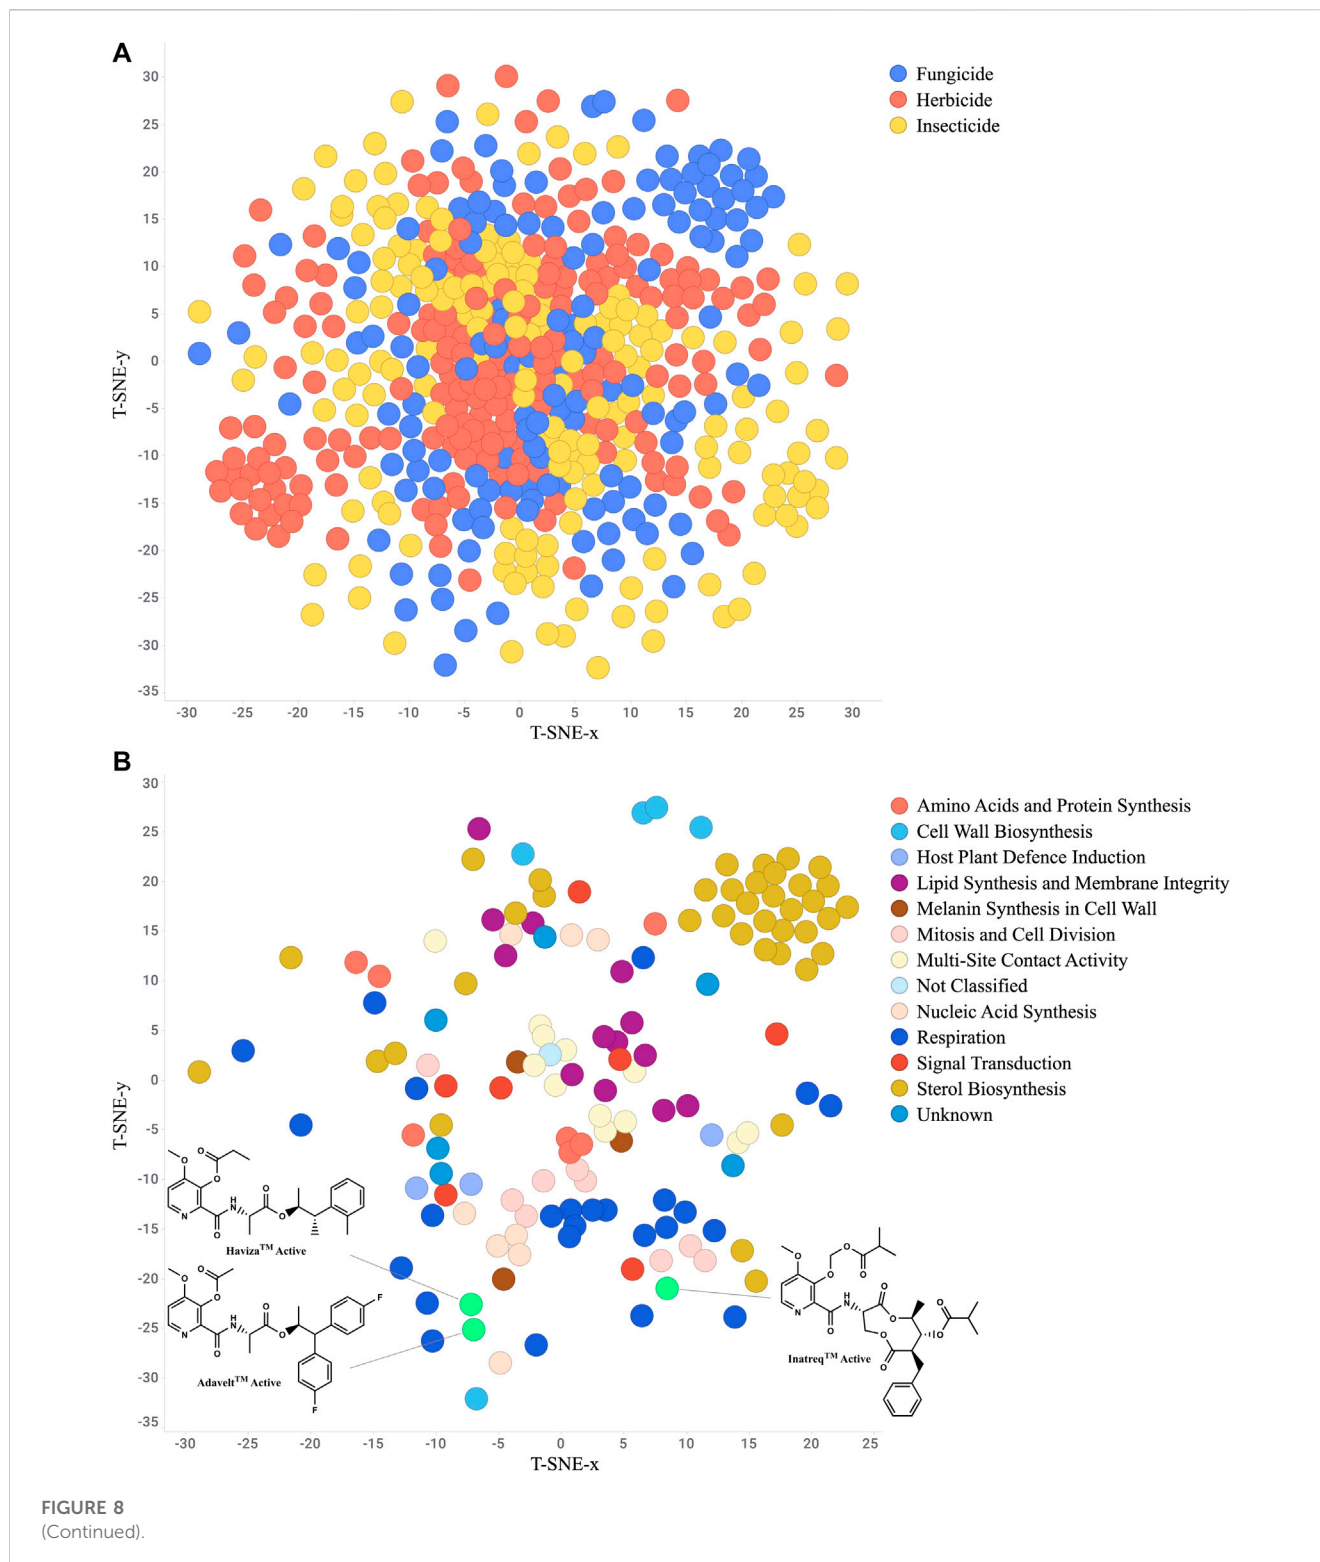 A
30
25
20
15
10
5
0
-5
-10
-15
-20
-25
-30
-35
T-SNE-y
-30 -25 -20 -15 -10 -5 0 5 10 15 20 25 30
T-SNE-x
Fungicide
Herbicide
Insecticide
B
30
25
20
15
10
5
0
-5
-10
-15
-20
-25
-30
-35
T-SNE-y
-30 -25 -20 -15 -10 -5 0 5 10 15 20 25
T-SNE-x
Amino Acids and Protein Synthesis
Cell Wall Biosynthesis
Host Plant Defence Induction
Lipid Synthesis and Membrane Integrity
Melanin Synthesis in Cell Wall
Mitosis and Cell Division
Multi-Site Contact Activity
Not Classified
Nucleic Acid Synthesis
Respiration
Signal Transduction
Sterol Biosynthesis
Unknown
O
O
O
N
H
N
O
O
O
Haviza™ Active
O
O
O
N
H
N
O
O
O
F
F
Adavelt™ Active
O
O
O
O
N
H
N
O
O
O
O
O
O
O
Inatreq™ Active
FIGURE 8
(Continued).